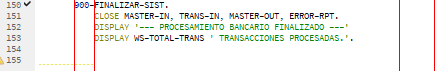 150 900-FINALIZAR-SIST.
151 CLOSE MASTER-IN, TRANS-IN, MASTER-OUT, ERROR-RPT.
152 DISPLAY '--- PROCESAMIENTO BANCARIO FINALIZADO ---'
153 DISPLAY WS-TOTAL-TRANS ' TRANSACCIONES PROCESADAS.'.
154
155